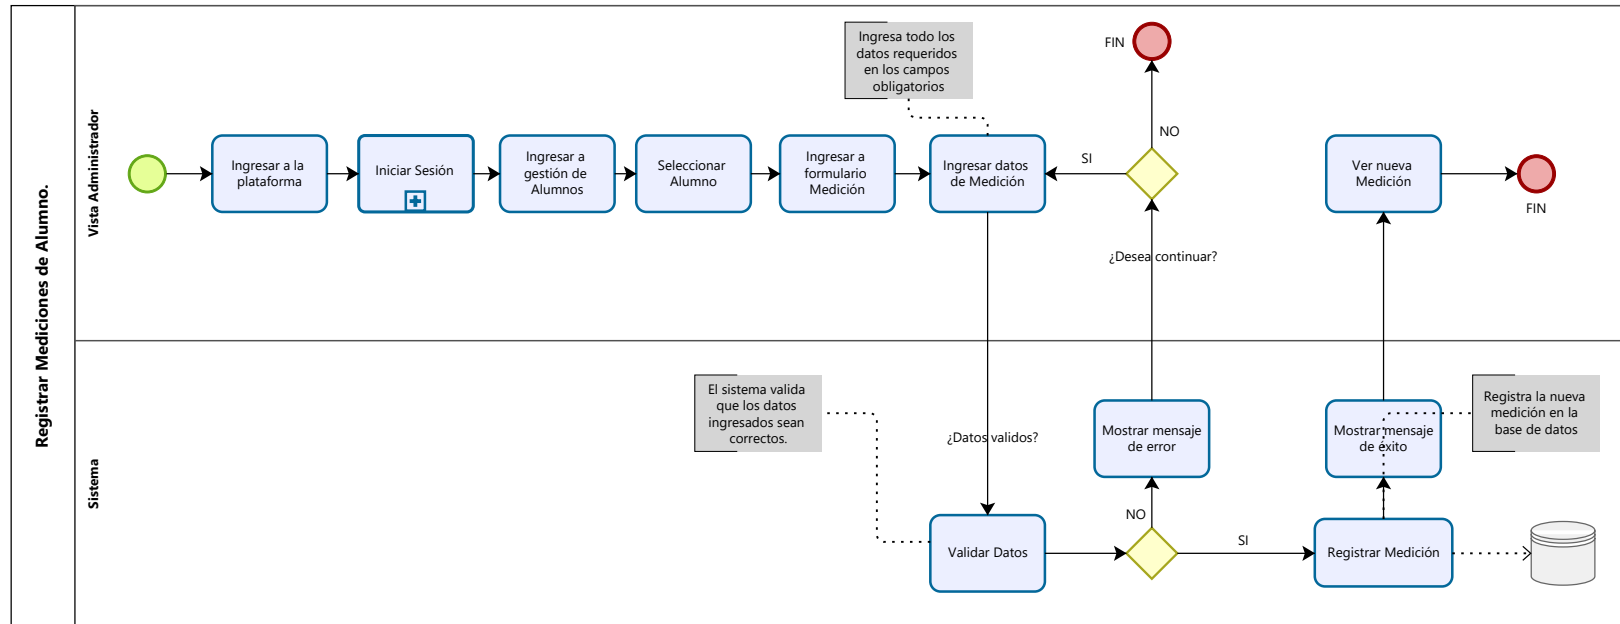 Registrar Mediciones de Alumno.
Vista Administrador
Ingresa todo los
datos requeridos
en los campos
obligatorios
FIN
NO
SI
Ingresar a la
plataforma
Iniciar Sesión
Ingresar a
gestión de
Alumnos
Seleccionar
Alumno
Ingresar a
formulario
Medición
Ingresar datos
de Medición
Ver nueva
Medición
FIN
¿Desea continuar?
Sistema
El sistema valida
que los datos
ingresados sean
correctos.
¿Datos validos?
Mostrar mensaje
de error
Mostrar mensaje
de éxito
Registra la nueva
medición en la
base de datos
NO
SI
Validar Datos
Registrar Medición